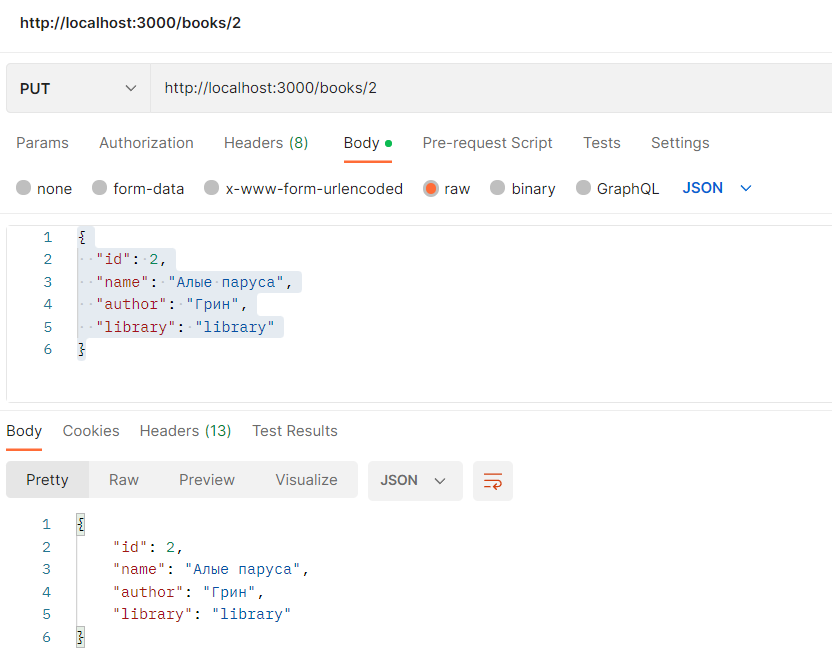 http://localhost:3000/books/2
PUT http://localhost:3000/books/2
Params Authorization Headers (8) Body Pre-request Script Tests Settings
none form-data x-www-form-urlencoded raw binary GraphQL JSON
1 {
2 ··"id":·2,
3 ··"name":·"Алые·паруса",
4 ··"author":·"Грин",
5 ··"library":·"library"
6 }
Body Cookies Headers (13) Test Results
Pretty Raw Preview Visualize JSON
1 {
2 "id": 2,
3 "name": "Алые паруса",
4 "author": "Грин",
5 "library": "library"
6 }